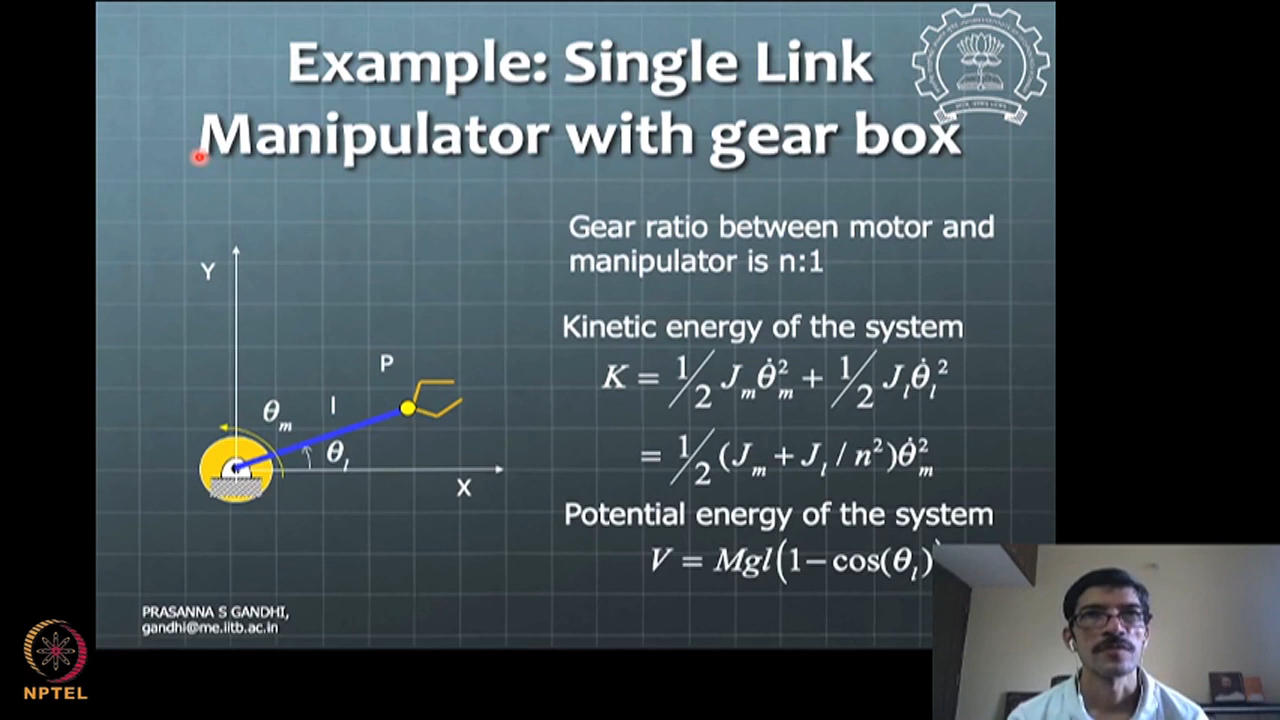 Example: Single Link
Manipulator with gear box
Gear ratio between motor and
manipulator is n:1
Kinetic energy of the system
K = 1/2 J_m θ̇_m² + 1/2 J_l θ̇_l²
= 1/2 (J_m + J_l / n²) θ̇_m²
Potential energy of the system
V = Mgl(1 − cos(θ_l)
Y
P
θ_m
l
θ_l
X
PRASANNA S GANDHI,
gandhi@me.iitb.ac.in
NPTEL